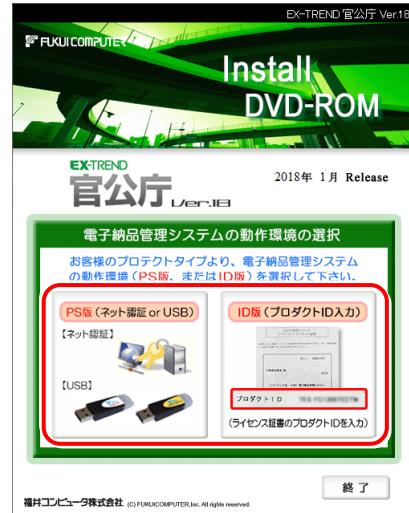 EX-TREND 官公庁 Ver.18
FUKUI COMPUTER
Install
DVD-ROM
EX-TREND
官公庁 Ver.18
2018年 1月 Release
電子納品管理システムの動作環境の選択
お客様のプロテクトタイプより、電子納品管理システム
の動作環境（PS版、またはID版）を選択して下さい。
PS版（ネット認証 or USB）
【ネット認証】
【USB】
ID版（プロダクトID入力）
プロダクトＩＤ
（ライセンス証書のプロダクトIDを入力）
終了
福井コンピュータ株式会社 (C) FUKUICOMPUTER,Inc. All rights reserved.